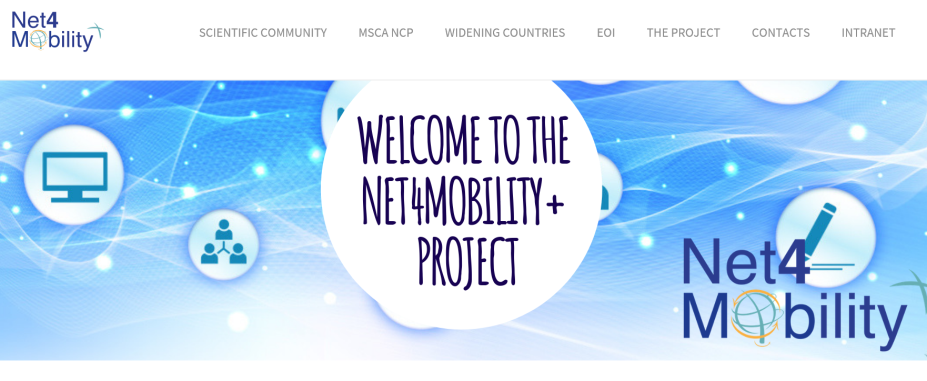 Net4
Mobility
SCIENTIFIC COMMUNITY
MSCA NCP
WIDENING COUNTRIES
EOI
THE PROJECT
CONTACTS
INTRANET
WELCOME TO THE
NET4MOBILITY+
PROJECT
Net4
Mobility